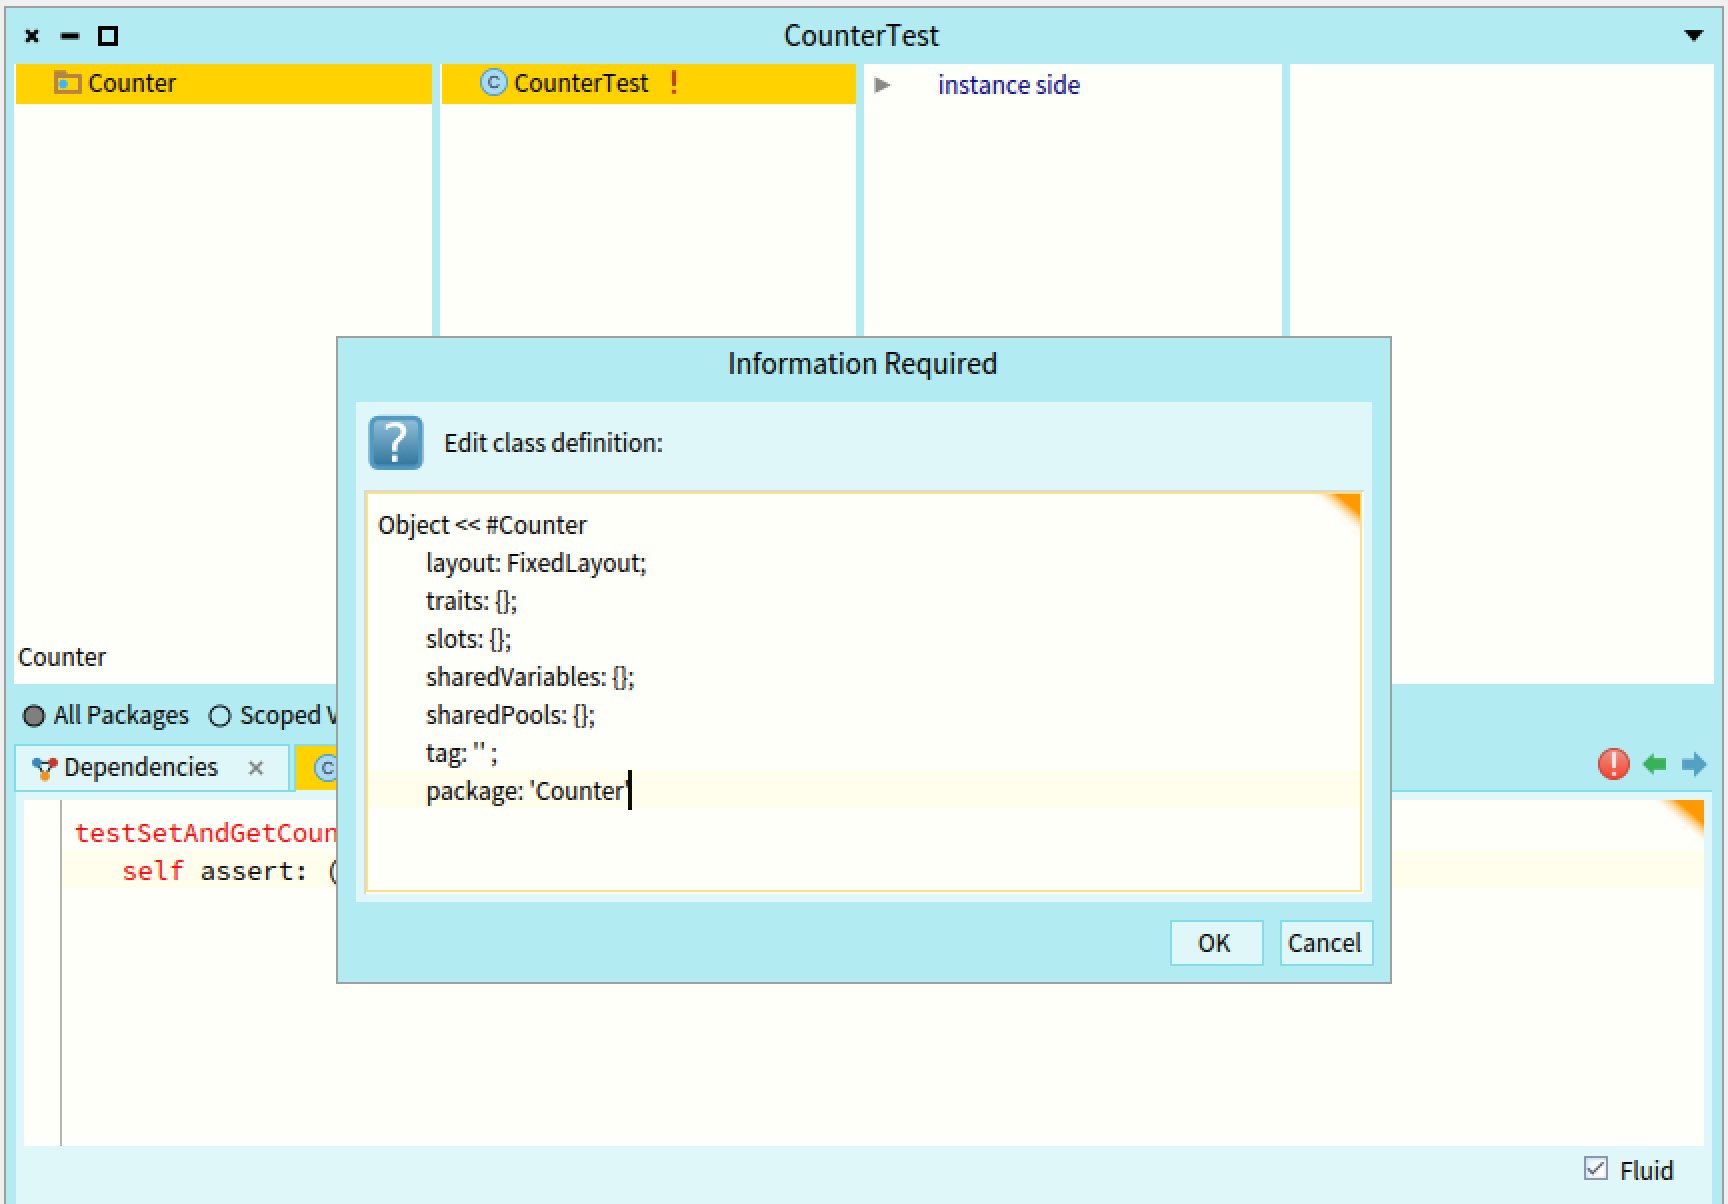 CounterTest
Counter
CounterTest !
instance side
Information Required
Edit class definition:
Object << #Counter
layout: FixedLayout;
traits: {};
slots: {};
sharedVariables: {};
sharedPools: {};
tag: '' ;
package: 'Counter'
OK Cancel
Counter
All Packages Scoped V
Dependencies
testSetAndGetCoun
self assert: (
Fluid